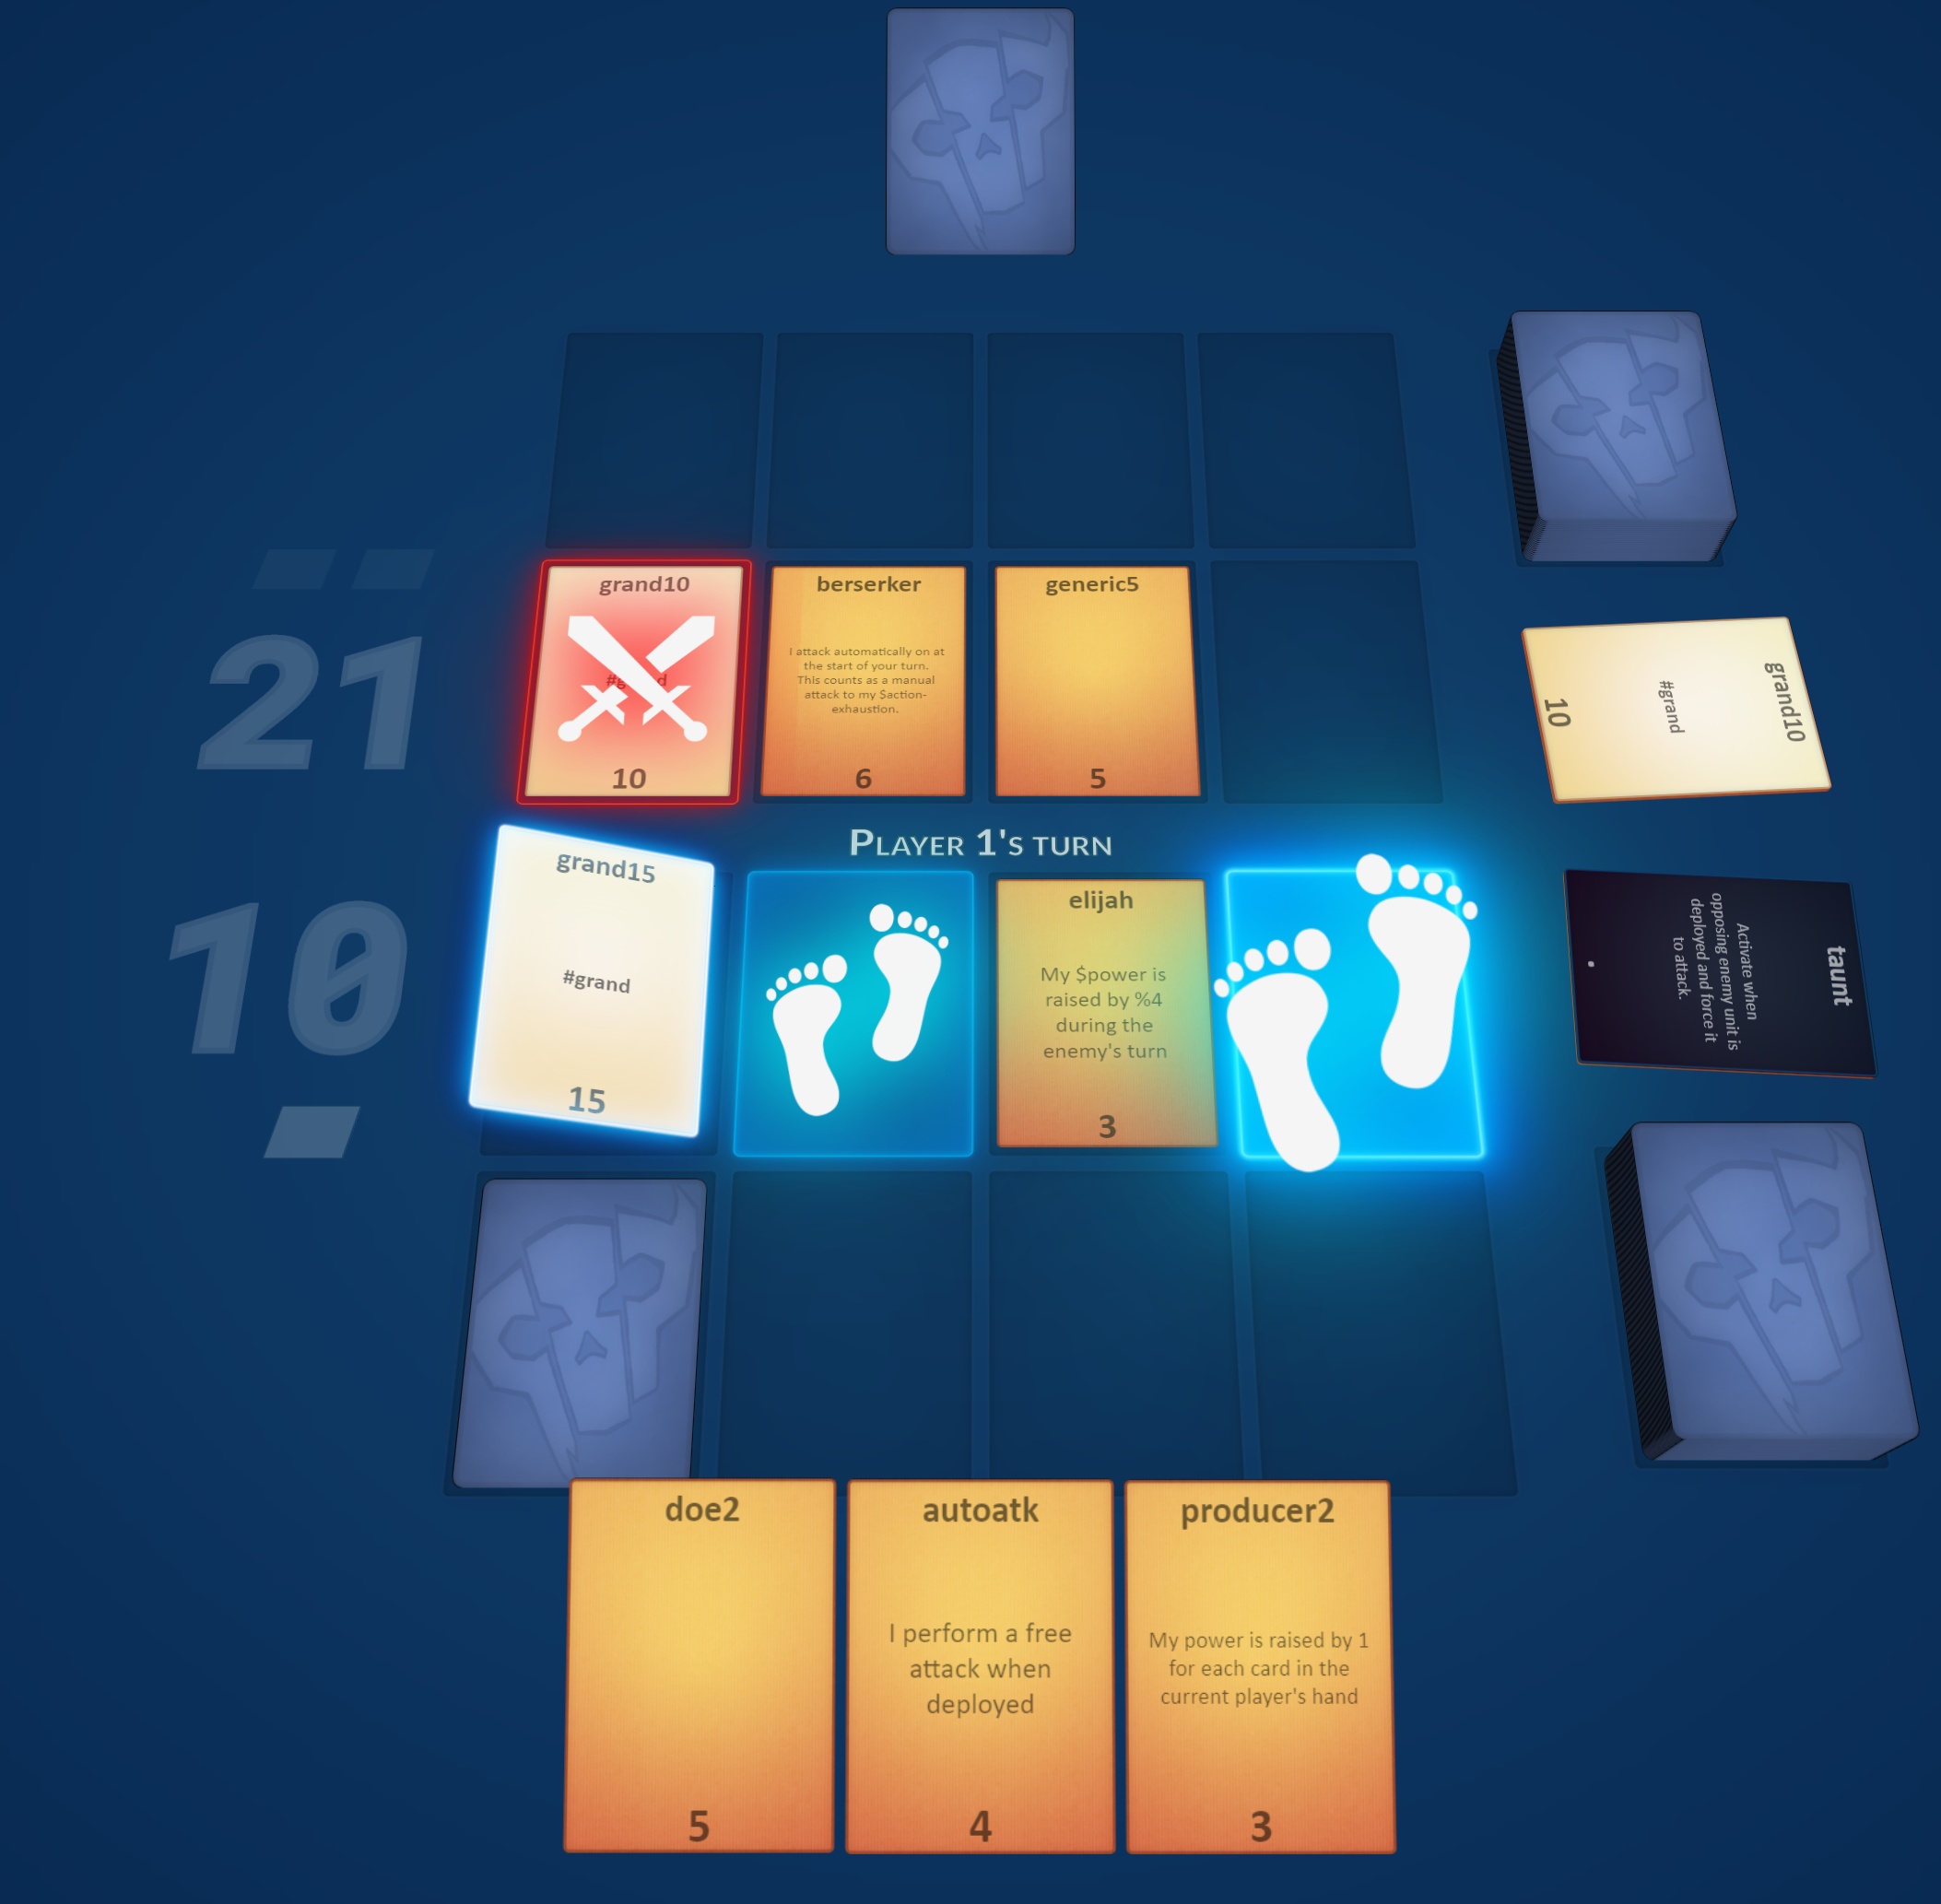 grand10
#grand
10
berserker
I attack automatically on at
the start of your turn.
This counts as a manual
attack to my $action-
exhaustion.
6
generic5
5
grand10
#grand
10
21
PLAYER 1'S TURN
10
grand15
#grand
15
elijah
My $power is
raised by %4
during the
enemy's turn
3
taunt
Activate when
opposing enemy unit is
deployed and force it
to attack.
doe2
5
autoatk
I perform a free
attack when
deployed
4
producer2
My power is raised by 1
for each card in the
current player's hand
3